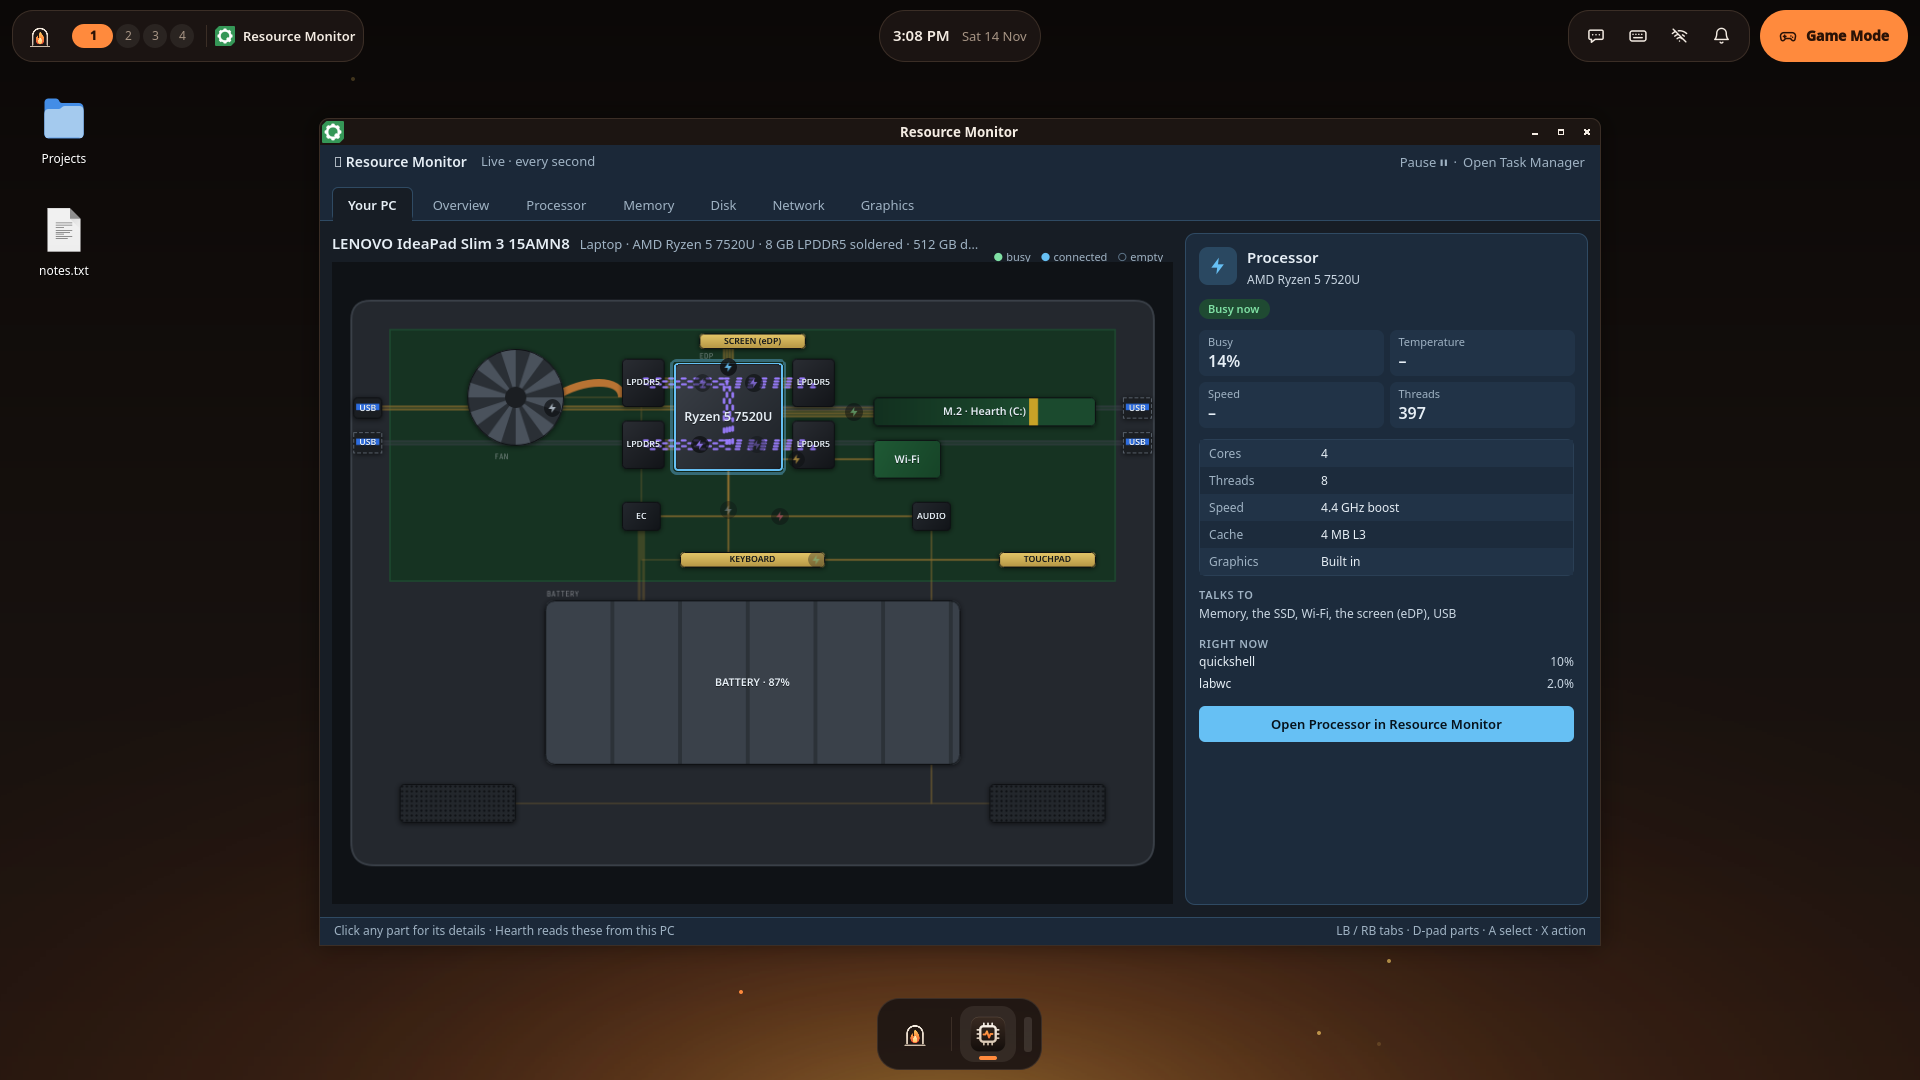 1 2 3 4 Resource Monitor
3:08 PM Sat 14 Nov
Game Mode
Projects
notes.txt
Resource Monitor
Resource Monitor Live · every second
Pause · Open Task Manager
Your PC Overview Processor Memory Disk Network Graphics
LENOVO IdeaPad Slim 3 15AMN8 Laptop · AMD Ryzen 5 7520U · 8 GB LPDDR5 soldered · 512 GB d...
busy connected empty
SCREEN (eDP)
EDP
LPDDR5 LPDDR5
USB USB
Ryzen 5 7520U
M.2 · Hearth (C:)
USB USB
LPDDR5 LPDDR5
FAN
Wi-Fi
EC AUDIO
KEYBOARD TOUCHPAD
BATTERY
BATTERY · 87%
Processor
AMD Ryzen 5 7520U
Busy now
Busy Temperature
14% –
Speed Threads
– 397
Cores 4
Threads 8
Speed 4.4 GHz boost
Cache 4 MB L3
Graphics Built in
TALKS TO
Memory, the SSD, Wi-Fi, the screen (eDP), USB
RIGHT NOW
quickshell 10%
labwc 2.0%
Open Processor in Resource Monitor
Click any part for its details · Hearth reads these from this PC
LB / RB tabs · D-pad parts · A select · X action